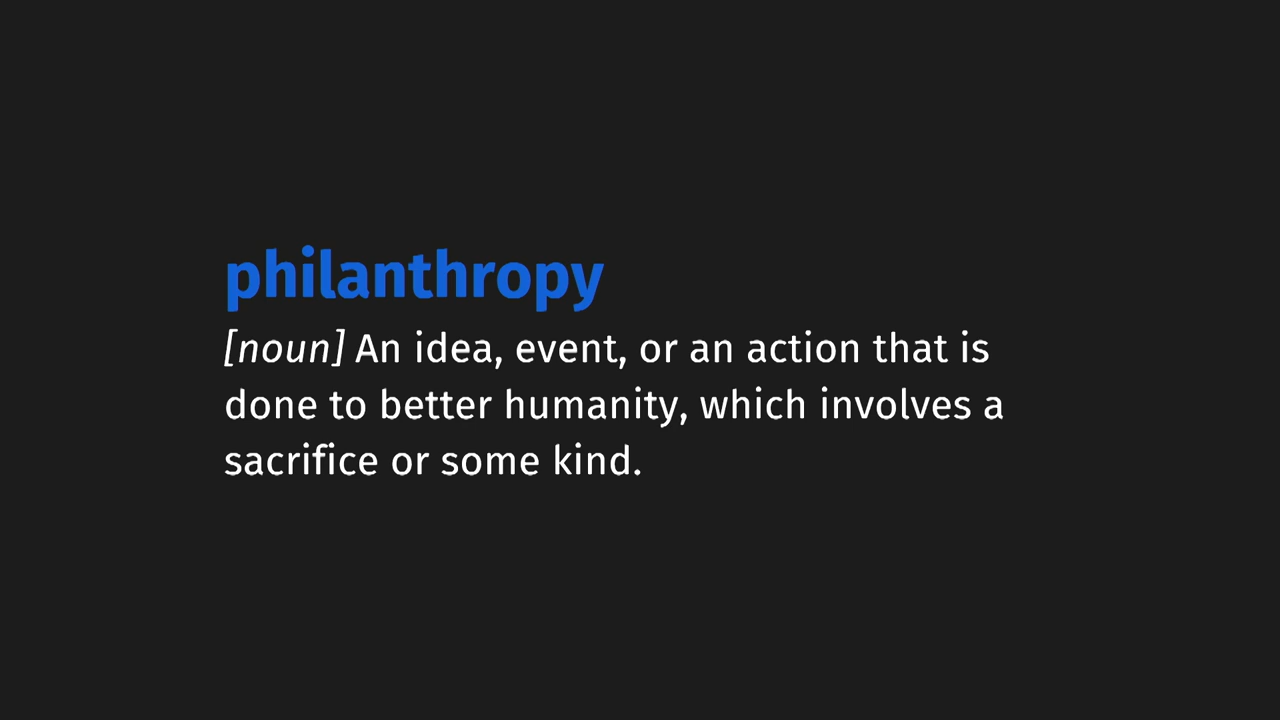 philanthropy
[noun] An idea, event, or an action that is
done to better humanity, which involves a
sacrifice or some kind.